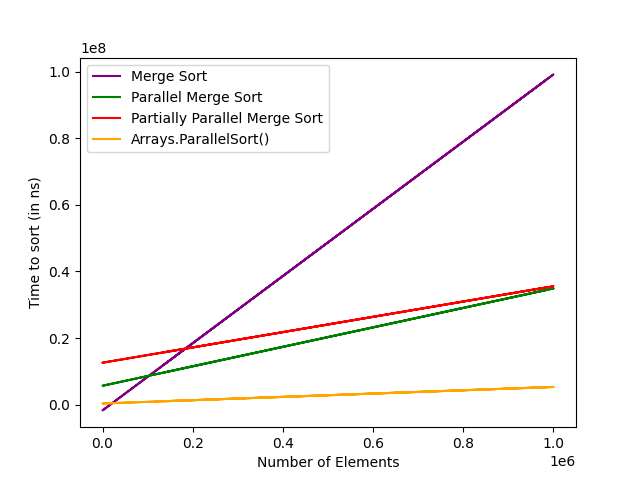 1e8
Merge Sort
Parallel Merge Sort
Partially Parallel Merge Sort
Arrays.ParallelSort()
Time to sort (in ns)
1.0
0.8
0.6
0.4
0.2
0.0
0.0 0.2 0.4 0.6 0.8 1.0
Number of Elements
1e6